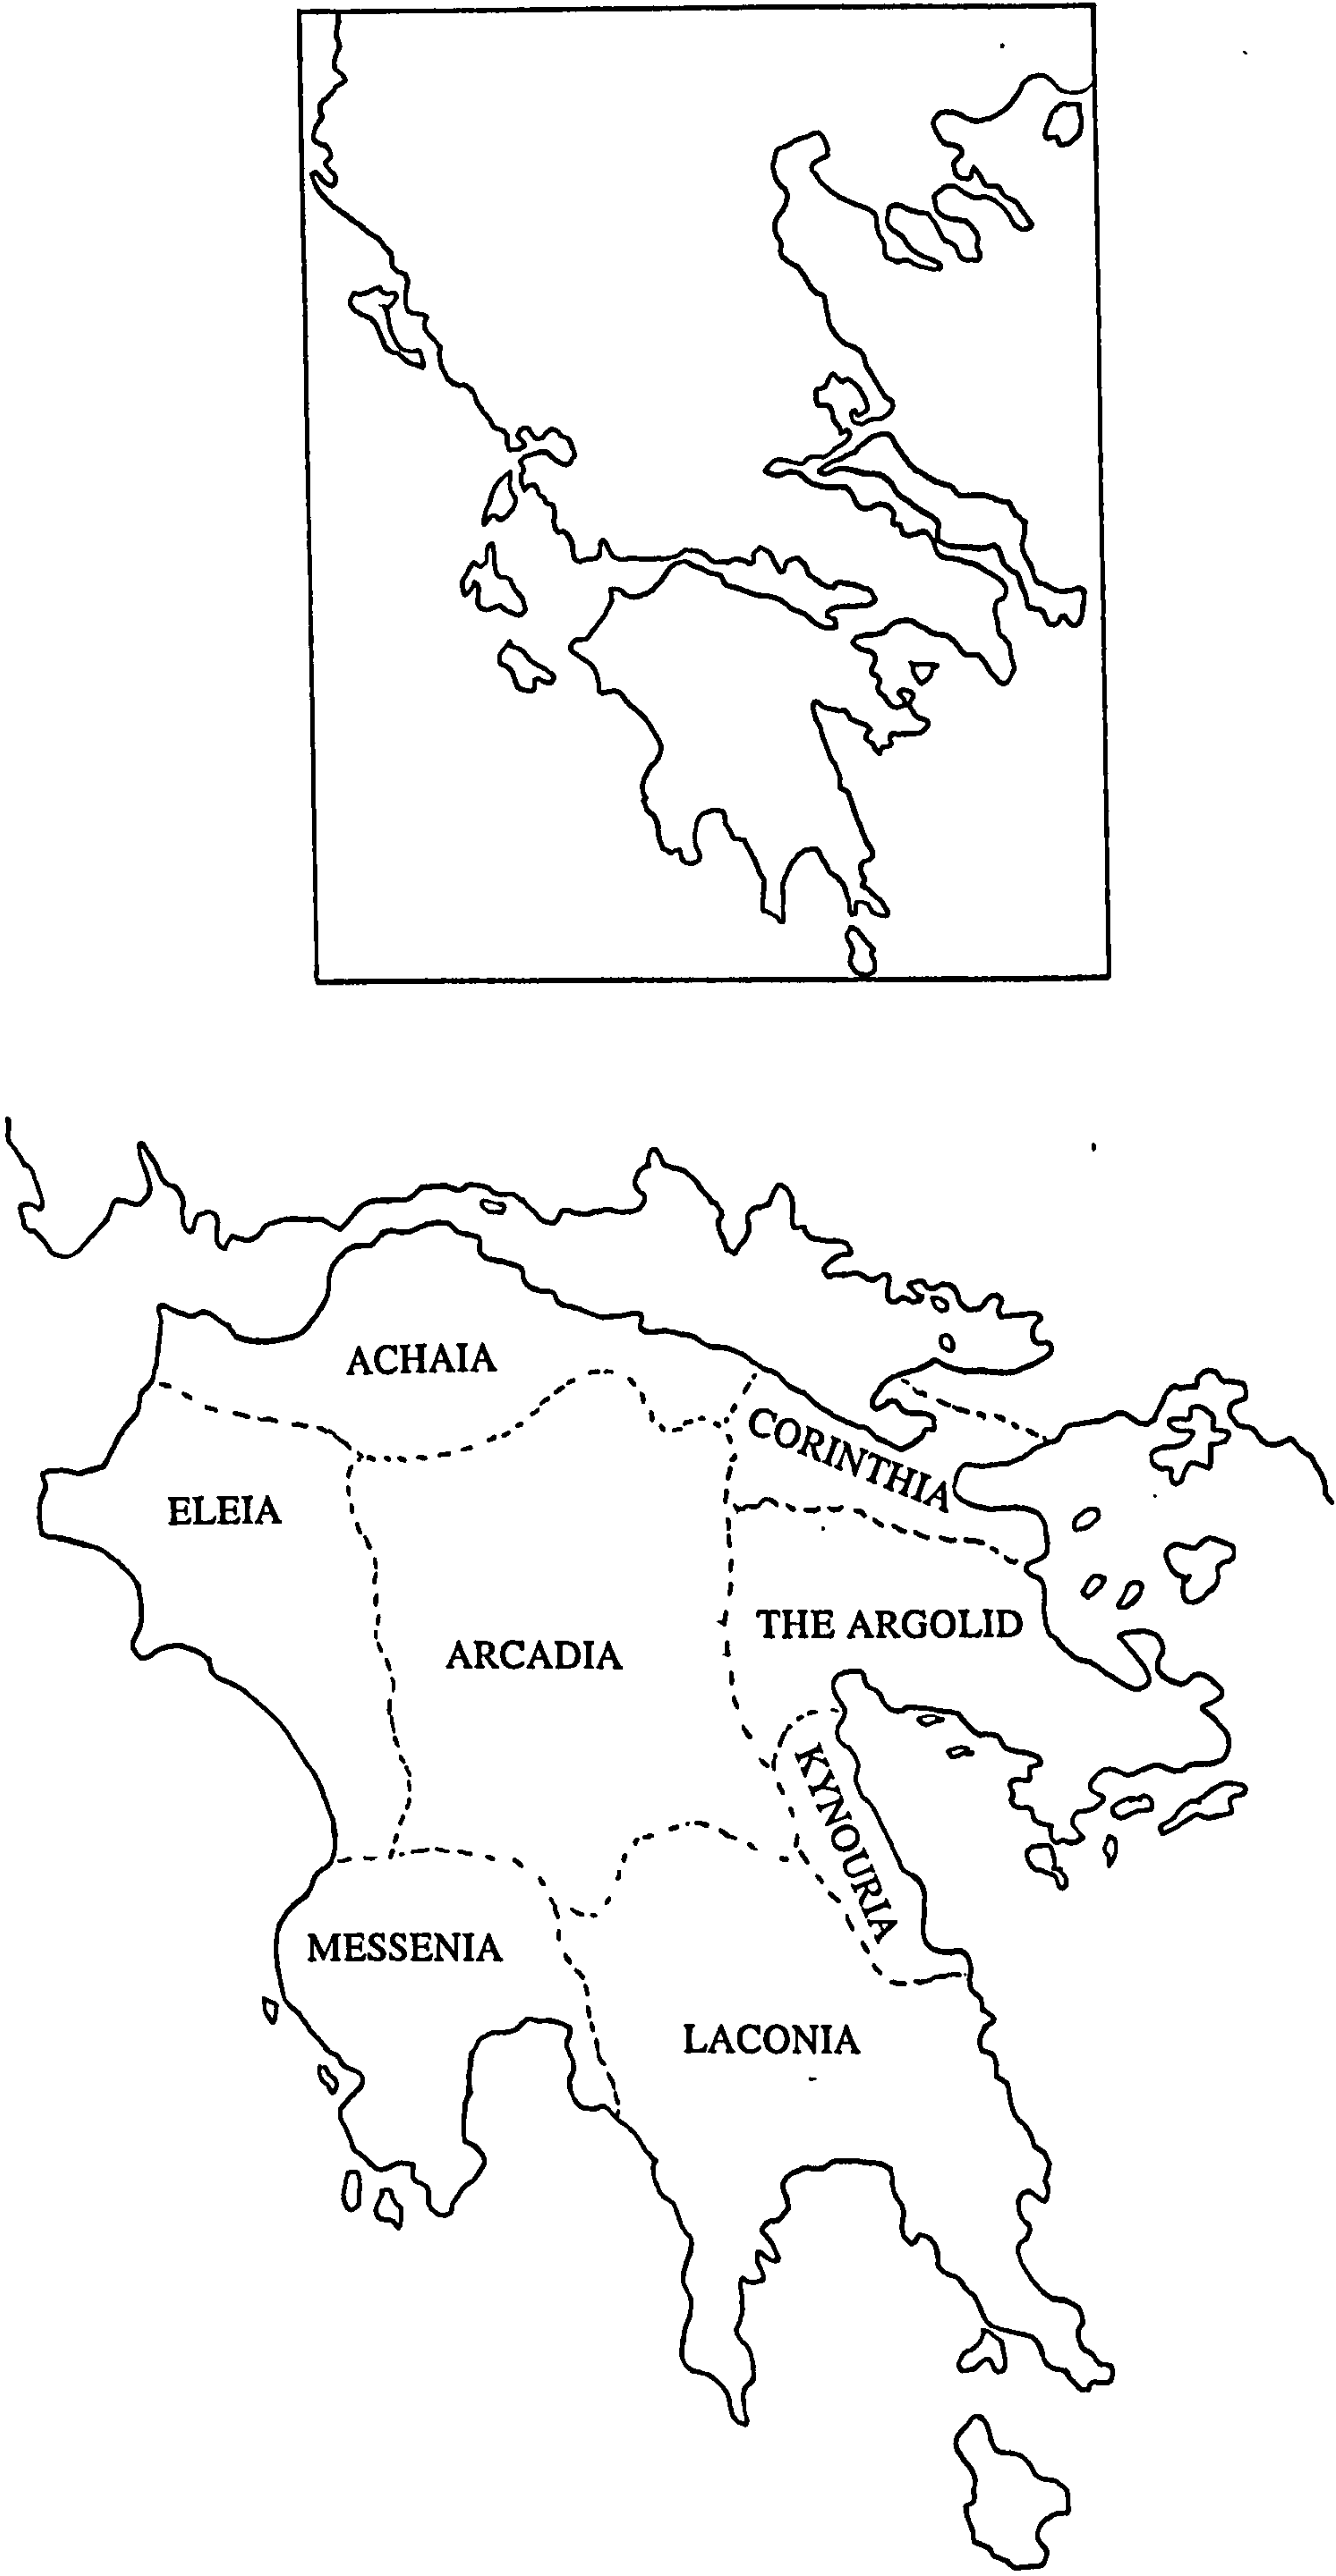 ACHAIA
CORINTHIA
ELEIA
THE ARGOLID
ARCADIA
KYNOURIA
MESSENIA
LACONIA